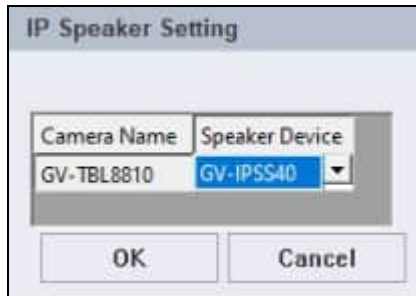 IP Speaker Setting
Camera Name Speaker Device
GV-TBL8810 GV-IPSS40
OK Cancel